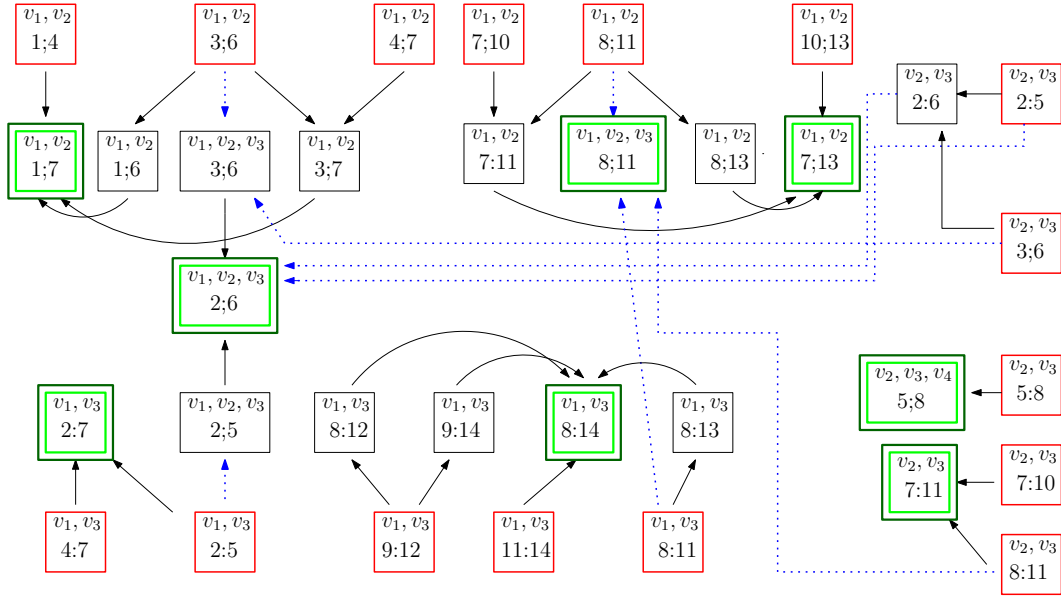 v₁, v₂
1;4
v₁, v₂
3;6
v₁, v₂
4;7
v₁, v₂
7;10
v₁, v₂
8;11
v₁, v₂
10;13
v₂, v₃
2:6
v₂, v₃
2:5
v₁, v₂
1;7
v₁, v₂
1;6
v₁, v₂, v₃
3;6
v₁, v₂
3;7
v₁, v₂
7:11
v₁, v₂, v₃
8;11
v₁, v₂
8;13
v₁, v₂
7;13
v₂, v₃
3;6
v₁, v₂, v₃
2;6
v₂, v₃, v₄
5;8
v₂, v₃
5:8
v₁, v₃
2:7
v₁, v₂, v₃
2;5
v₁, v₃
8:12
v₁, v₃
9:14
v₁, v₃
8:14
v₁, v₃
8:13
v₂, v₃
7:11
v₂, v₃
7:10
v₁, v₃
4:7
v₁, v₃
2:5
v₁, v₃
9:12
v₁, v₃
11:14
v₁, v₃
8:11
v₂, v₃
8:11